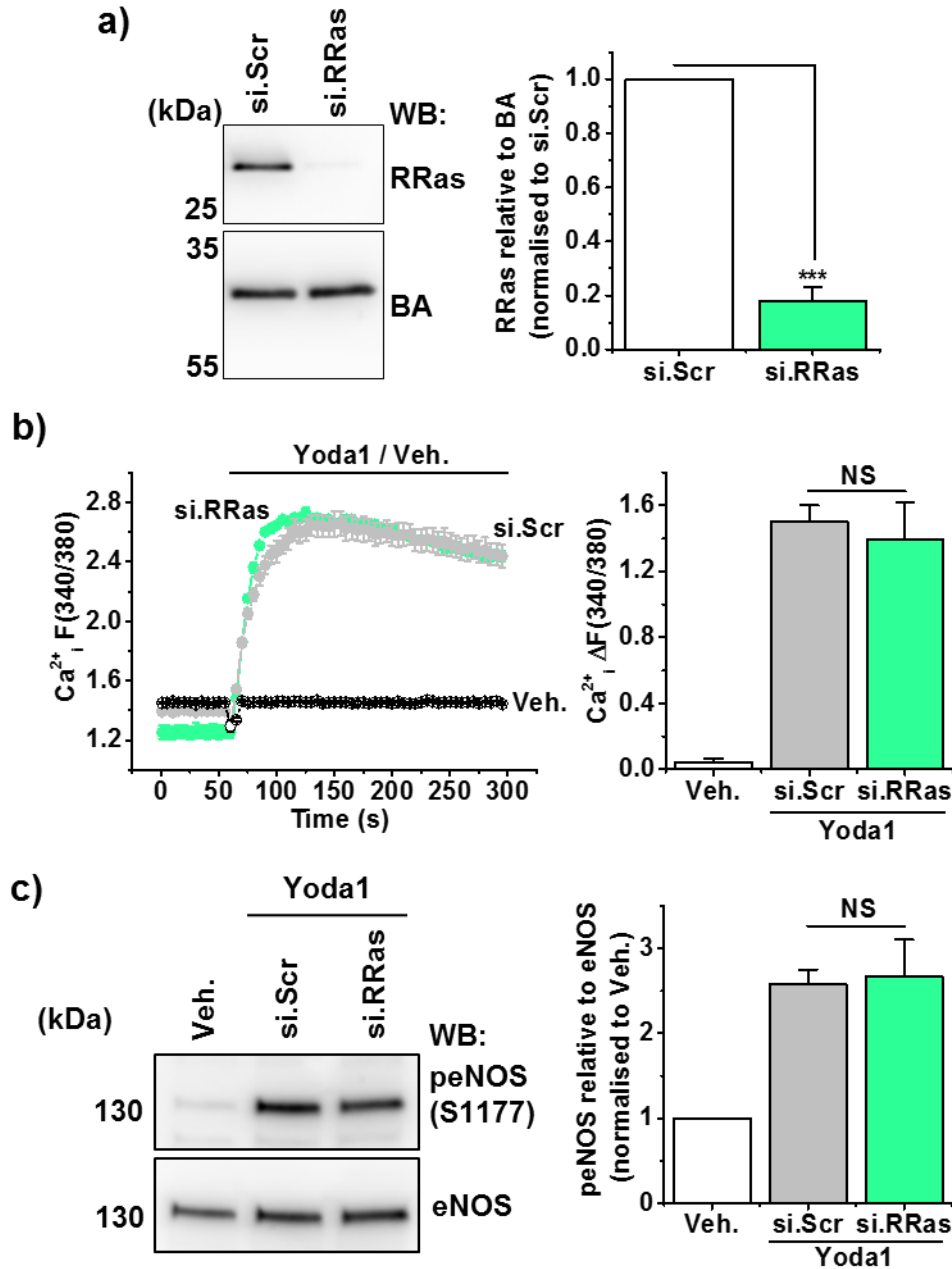 a)
(kDa)
si.Scr
si.RRas
WB:
RRas
25
35
BA
55
RRas relative to BA
(normalised to si.Scr)
1.0
0.8
0.6
0.4
0.2
0.0
***
si.Scr
si.RRas
b)
Yoda1 / Veh.
si.RRas
si.Scr
Veh.
Ca²⁺ᵢ F(340/380)
2.8
2.4
2.0
1.6
1.2
0 50 100 150 200 250 300
Time (s)
NS
Ca²⁺ᵢ ΔF(340/380)
1.6
1.2
0.8
0.4
0.0
Veh.
si.Scr
si.RRas
Yoda1
c)
Yoda1
(kDa)
Veh.
si.Scr
si.RRas
WB:
peNOS
(S1177)
130
eNOS
130
NS
peNOS relative to eNOS
(normalised to Veh.)
3
2
1
0
Veh.
si.Scr
si.RRas
Yoda1